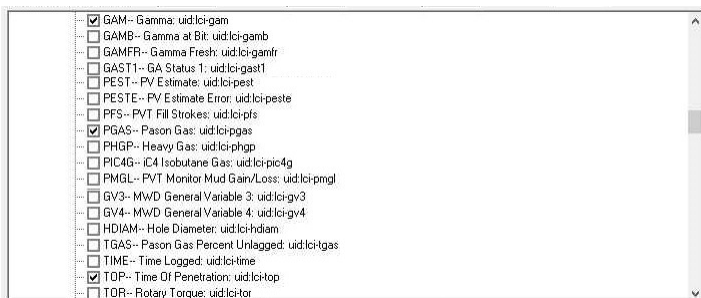 GAM-- Gamma: uid:lci-gam
GAMB-- Gamma at Bit: uid:lci-gamb
GAMFR-- Gamma Fresh: uid:lci-gamfr
GAST1-- GA Status 1: uid:lci-gast1
PEST-- PV Estimate: uid:lci-pest
PESTE-- PV Estimate Error: uid:lci-peste
PFS-- PVT Fill Strokes: uid:lci-pfs
PGAS-- Pason Gas: uid:lci-pgas
PHGP-- Heavy Gas: uid:lci-phgp
PIC4G-- iC4 Isobutane Gas: uid:lci-pic4g
PMGL-- PVT Monitor Mud Gain/Loss: uid:lci-pmgl
GV3-- MWD General Variable 3: uid:lci-gv3
GV4-- MWD General Variable 4: uid:lci-gv4
HDIAM-- Hole Diameter: uid:lci-hdiam
TGAS-- Pason Gas Percent Unlagged: uid:lci-tgas
TIME-- Time Logged: uid:lci-time
TOP-- Time Of Penetration: uid:lci-top
TOR-- Rotary Torque: uid:lci-tor